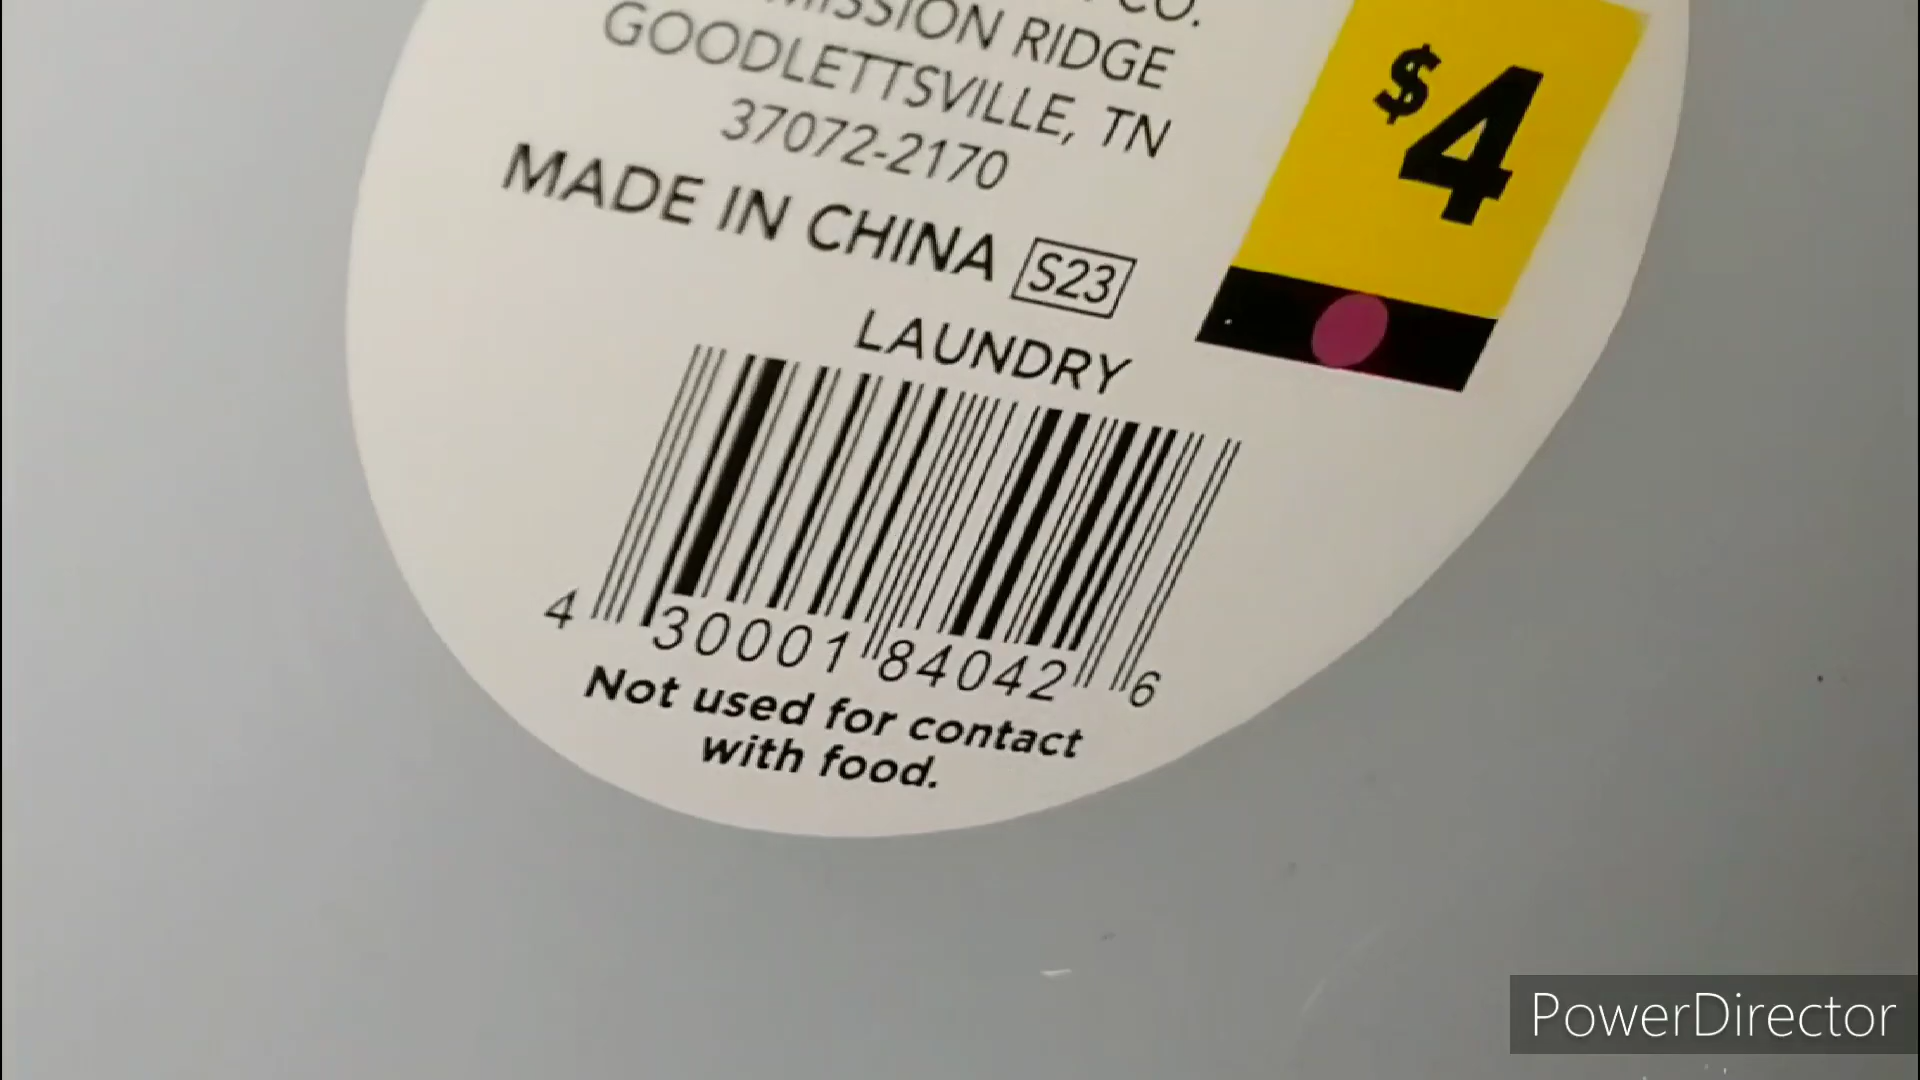 CO.
MISSION RIDGE
GOODLETTSVILLE, TN
37072-2170
MADE IN CHINA S23
LAUNDRY
4 30001 84042 6
Not used for contact
with food.
$4
PowerDirector